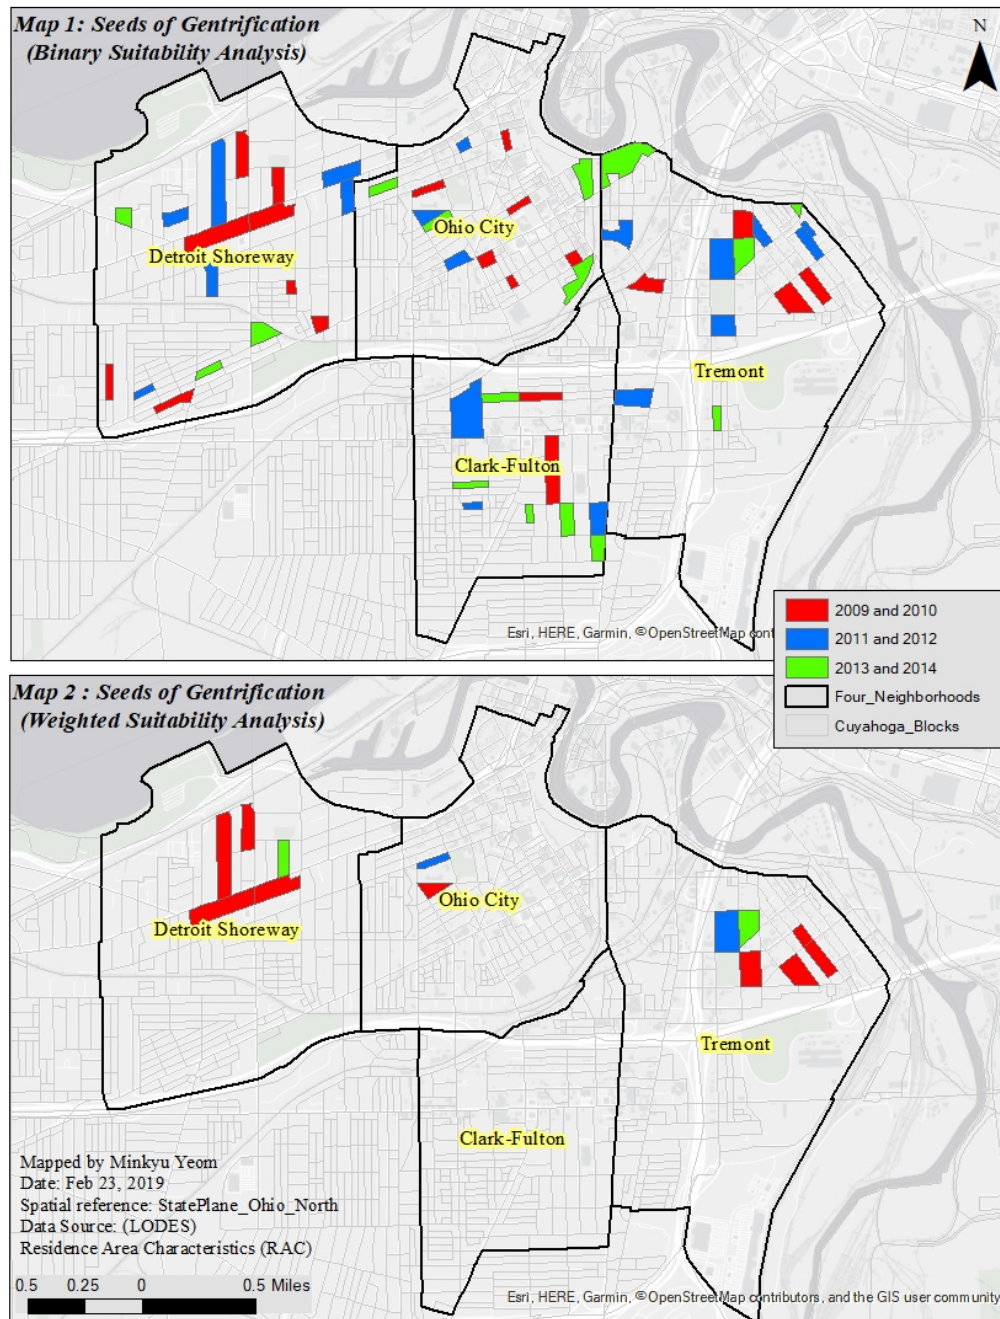 Map 1: Seeds of Gentrification
(Binary Suitability Analysis)
N
Ohio City
Detroit Shoreway
Tremont
Clark-Fulton
2009 and 2010
2011 and 2012
2013 and 2014
Four_Neighborhoods
Cuyahoga_Blocks
Esri, HERE, Garmin, ©OpenStreetMap
Map 2 : Seeds of Gentrification
(Weighted Suitability Analysis)
Ohio City
Detroit Shoreway
Tremont
Clark-Fulton
Mapped by Minkyu Yeom
Date: Feb 23, 2019
Spatial reference: StatePlane_Ohio_North
Data Source: (LODES)
Residence Area Characteristics (RAC)
0.5 0.25 0 0.5 Miles
Esri, HERE, Garmin, ©OpenStreetMap contributors, and the GIS user community